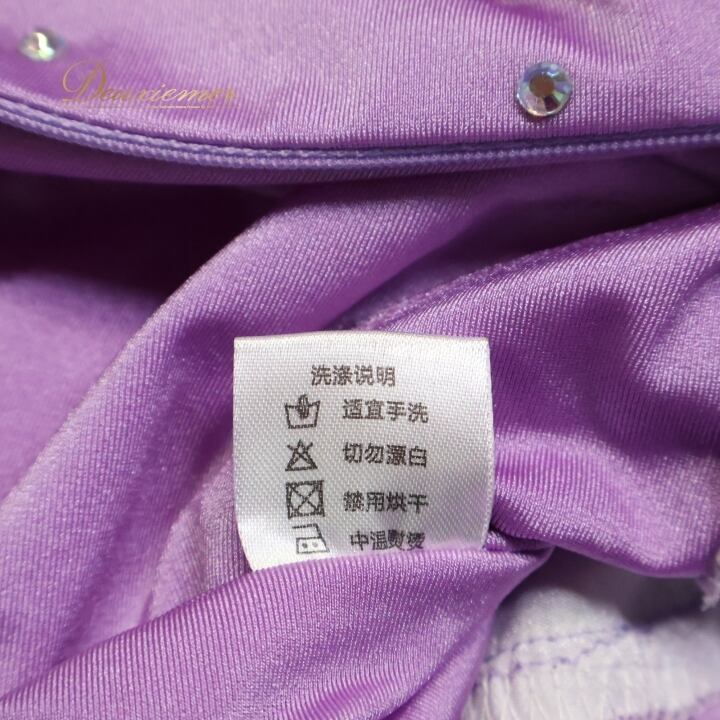 Dauxiemer
洗涤说明
适宜手洗
切勿漂白
禁用烘干
中温熨烫